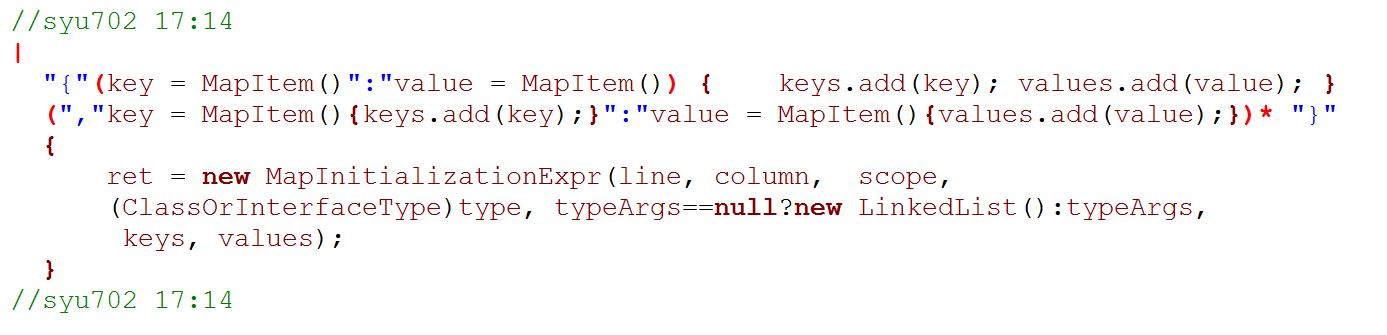 //syu702 17:14
|
"{"(key = MapItem()":"value = MapItem()) {    keys.add(key); values.add(value); }
(","key = MapItem(){keys.add(key);}":"value = MapItem(){values.add(value);})* "}"
{
ret = new MapInitializationExpr(line, column,  scope,
(ClassOrInterfaceType)type, typeArgs==null?new LinkedList():typeArgs,
keys, values);
}
//syu702 17:14